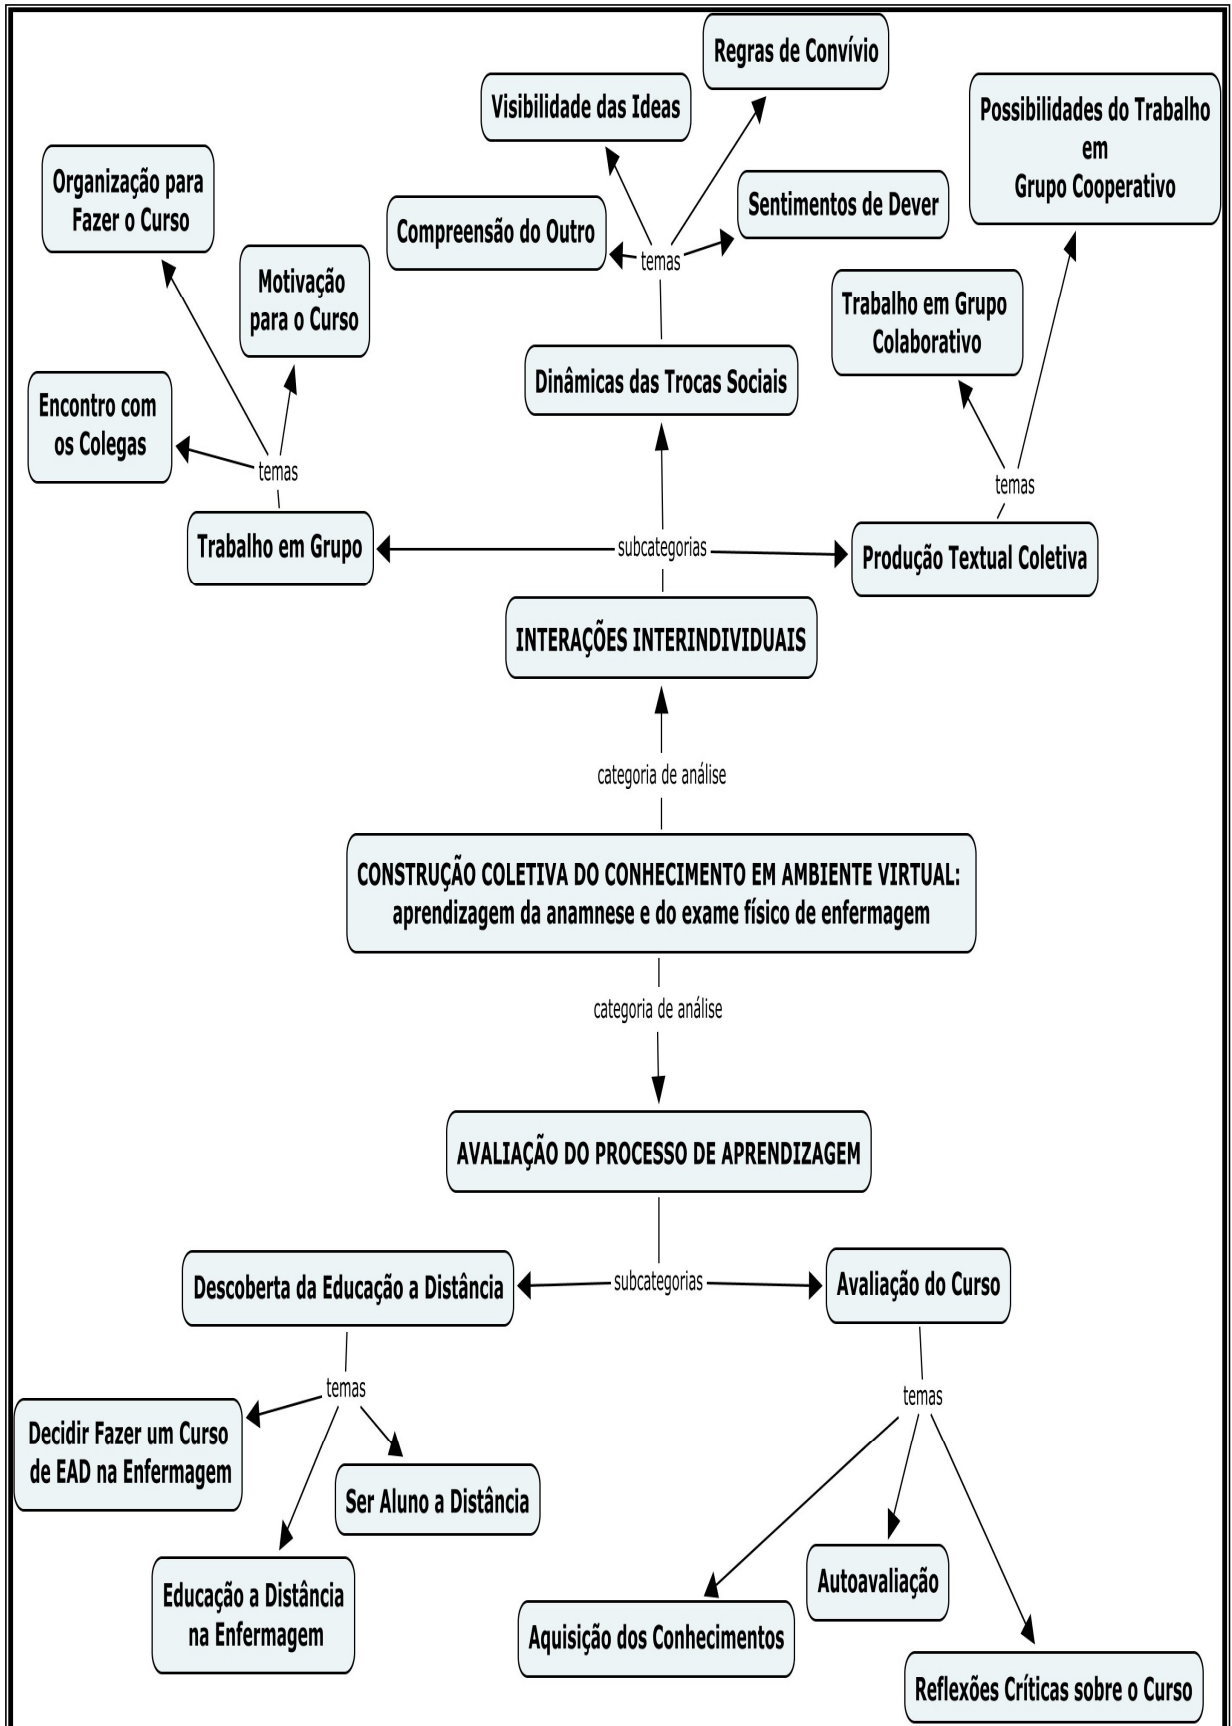 Regras de Convívio
Visibilidade das Ideas
Possibilidades do Trabalho
em
Grupo Cooperativo
Organização para
Fazer o Curso
Sentimentos de Dever
Compreensão do Outro
temas
Motivação
para o Curso
Trabalho em Grupo
Colaborativo
Dinâmicas das Trocas Sociais
Encontro com
os Colegas
temas
temas
Trabalho em Grupo
subcategorias
Produção Textual Coletiva
INTERAÇÕES INTERINDIVIDUAIS
categoria de análise
CONSTRUÇÃO COLETIVA DO CONHECIMENTO EM AMBIENTE VIRTUAL:
aprendizagem da anamnese e do exame físico de enfermagem
categoria de análise
AVALIAÇÃO DO PROCESSO DE APRENDIZAGEM
Descoberta da Educação a Distância
subcategorias
Avaliação do Curso
temas
temas
Decidir Fazer um Curso
de EAD na Enfermagem
Ser Aluno a Distância
Educação a Distância
na Enfermagem
Autoavaliação
Aquisição dos Conhecimentos
Reflexões Críticas sobre o Curso